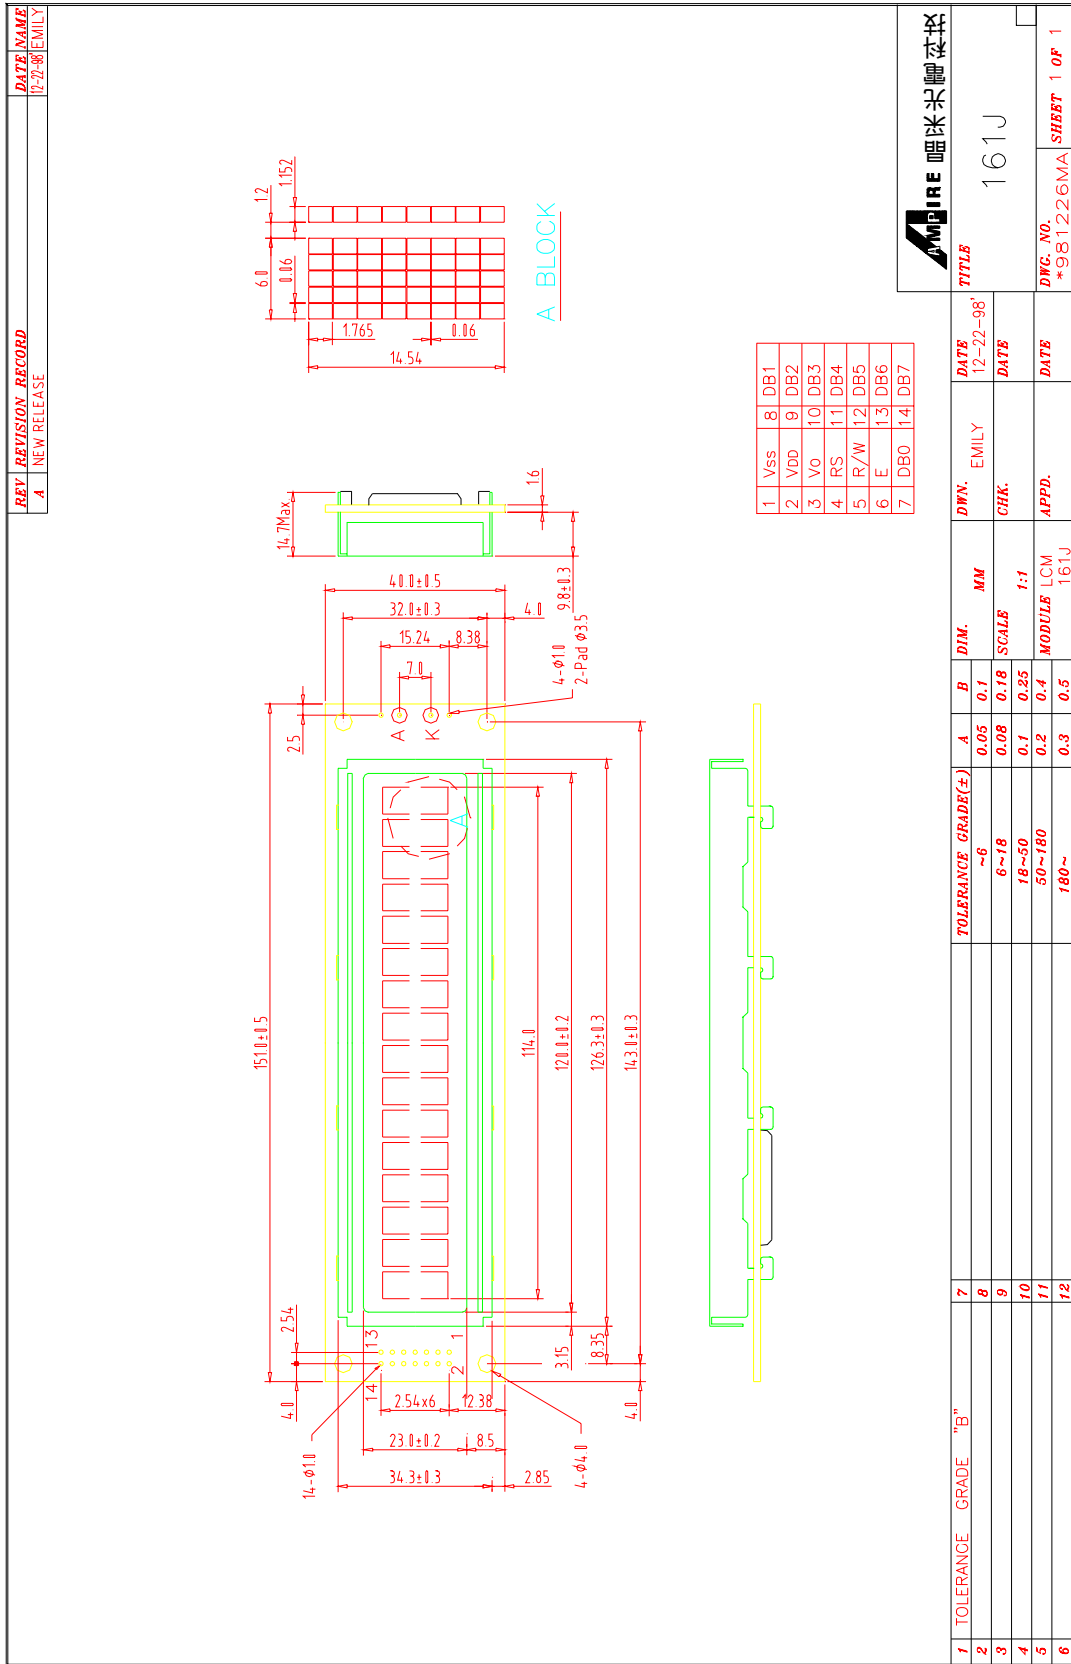 REV REVISION RECORD DATE NAME
A NEW RELEASE 12-22-98' EMILY
1.2
1.152
6.0
0.06
1.765
0.06
14.54
A BLOCK
14.7Max
1.6
9.8±0.3
40.0±0.5
32.0±0.3
4.0
15.24
8.38
7.0
4-φ1.0
2-Pad φ3.5
2.5
A
K
A
151.0±0.5
114.0
120.0±0.2
126.3±0.3
143.0±0.3
2.54
4.0
13
1
14
2
3.15
8.35
4.0
2.54x6
12.38
23.0±0.2
8.5
34.3±0.3
2.85
14-φ1.0
4-φ4.0
1 Vss 8 DB1
2 VDD 9 DB2
3 Vo 10 DB3
4 RS 11 DB4
5 R/W 12 DB5
6 E 13 DB6
7 DB0 14 DB7
AMPIRE 晶采光電科技
1 TOLERANCE GRADE "B"
2
3
4
5
6
7
8
9
10
11
12
TOLERANCE GRADE(±) A B
~6 0.05 0.1
6~18 0.08 0.18
18~50 0.1 0.25
50~180 0.2 0.4
180~ 0.3 0.5
DIM. MM
SCALE 1:1
MODULE LCM 161J
DWN. EMILY
CHK.
APPD.
DATE 12-22-98'
DATE
DATE
TITLE
161J
DWG. NO. *981226MA
SHEET 1 OF 1